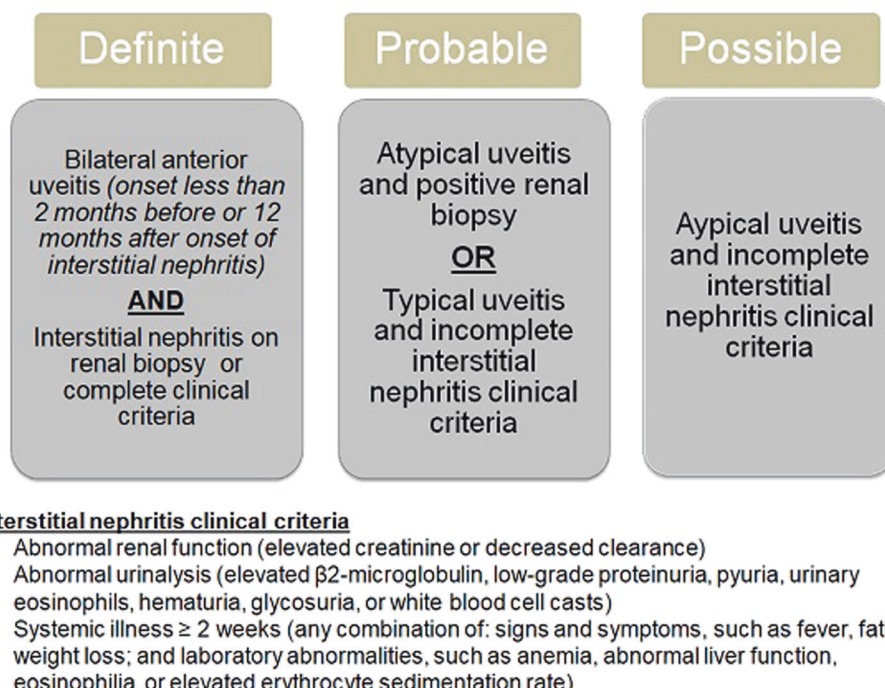 Definite
Bilateral anterior
uveitis (onset less than
2 months before or 12
months after onset of
interstitial nephritis)
AND
Interstitial nephritis on
renal biopsy or
complete clinical
criteria
Probable
Atypical uveitis
and positive renal
biopsy
OR
Typical uveitis
and incomplete
interstitial
nephritis clinical
criteria
Possible
Aypical uveitis
and incomplete
interstitial
nephritis clinical
criteria
terstitial nephritis clinical criteria
Abnormal renal function (elevated creatinine or decreased clearance)
Abnormal urinalysis (elevated β2-microglobulin, low-grade proteinuria, pyuria, urinary
eosinophils, hematuria, glycosuria, or white blood cell casts)
Systemic illness ≥ 2 weeks (any combination of: signs and symptoms, such as fever, fat
weight loss; and laboratory abnormalities, such as anemia, abnormal liver function,
eosinophilia, or elevated erythrocyte sedimentation rate)